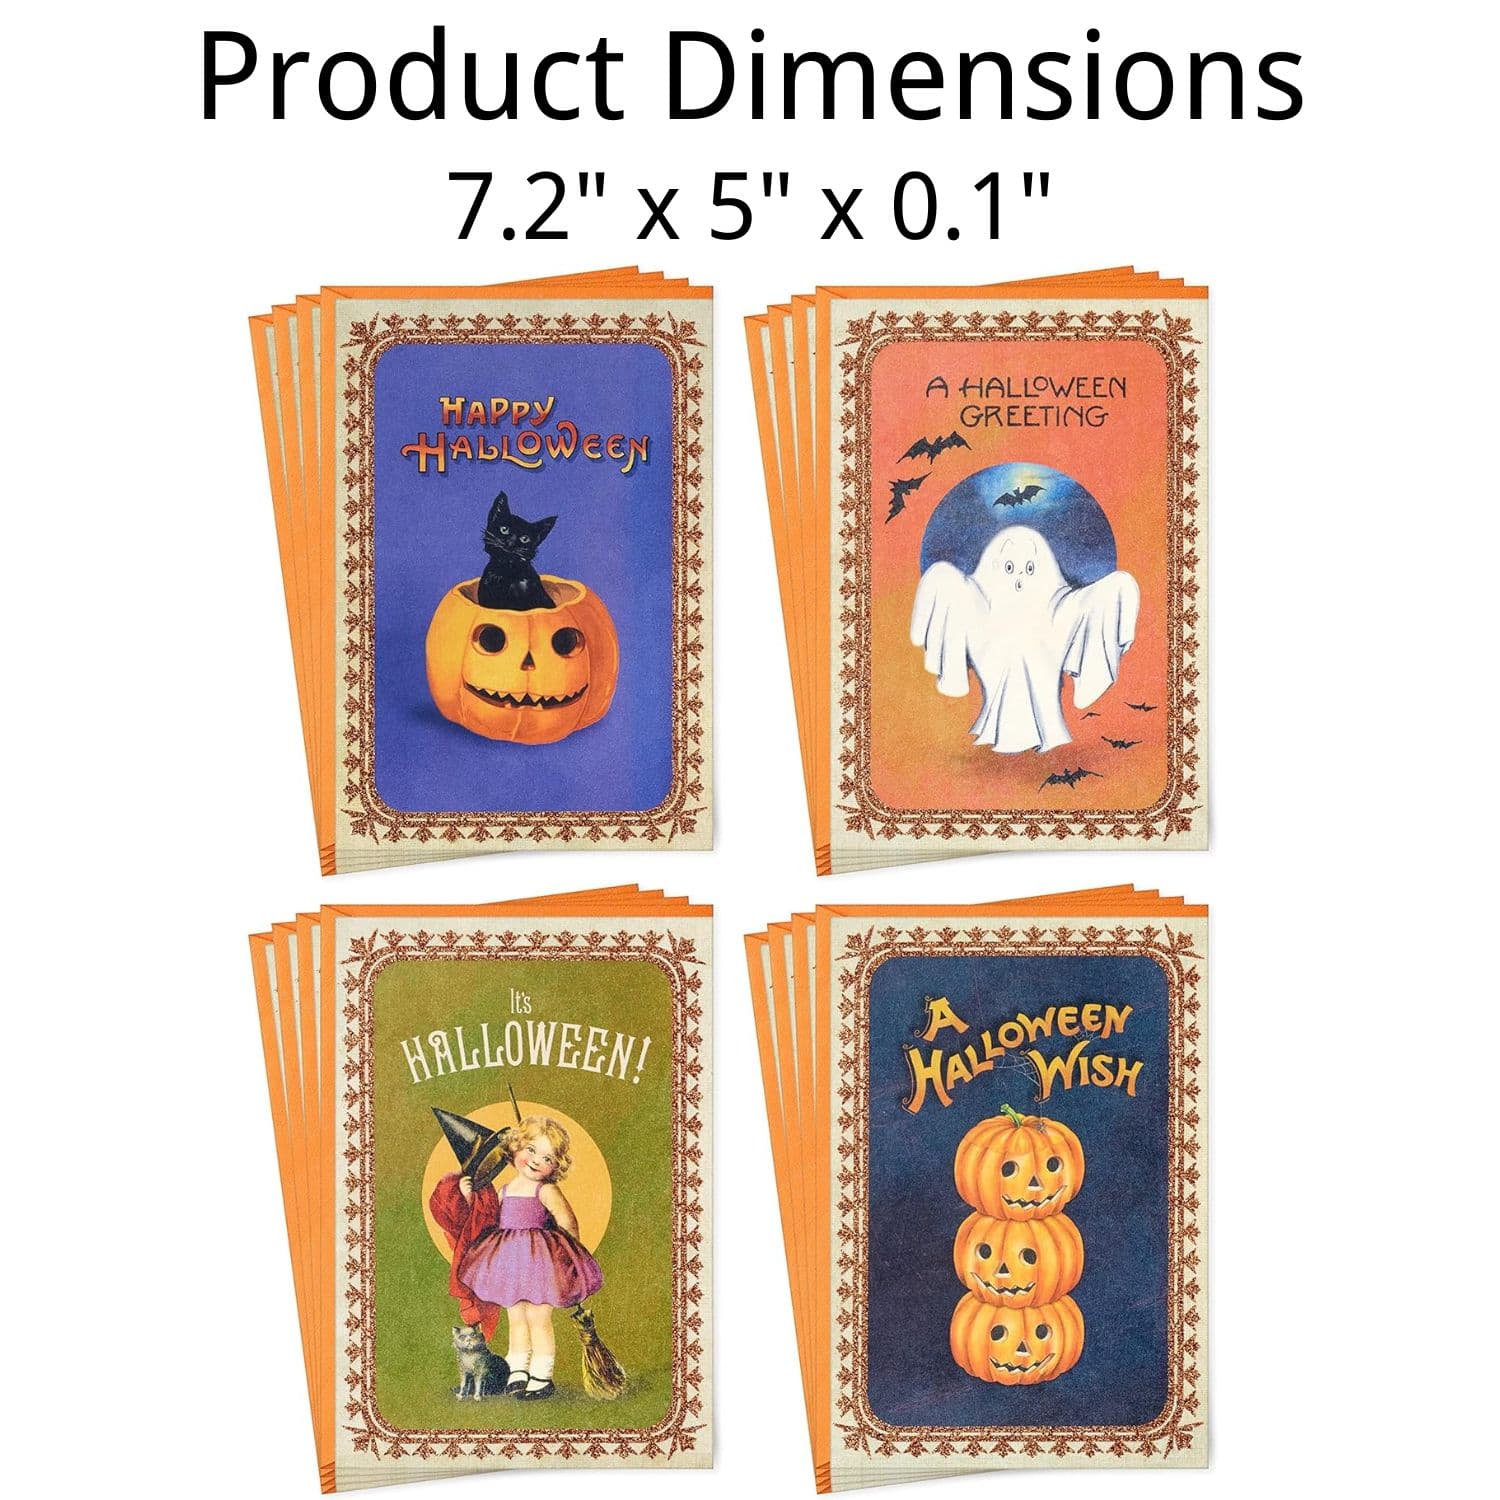 Product Dimensions
7.2" x 5" x 0.1"
HAPPY
HALLOWEEN
A HALLOWEEN
GREETING
It's
HALLOWEEN!
A
HALLOWEEN
WISH